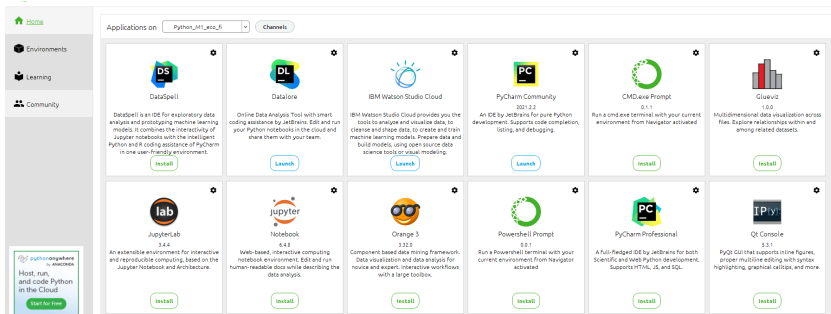 Home
Environments
Learning
Community
pythonanywhere
by ANACONDA
Host, run,
and code Python
in the Cloud
Start for Free
Applications on Python_M1_eco_fi Channels
DS
DataSpell
DataSpell is an IDE for exploratory data
analysis and prototyping machine learning
models. It combines the interactivity of
Jupyter notebooks with the intelligent
Python and R coding assistance of PyCharm
in one user-friendly environment.
Install
DL
Datalore
Online Data Analysis Tool with smart
coding assistance by JetBrains. Edit and run
your Python notebooks in the cloud and
share them with your team.
Launch
IBM Watson Studio Cloud
IBM Watson Studio Cloud provides you the
tools to analyze and visualize data, to
cleanse and shape data, to create and train
machine learning models. Prepare data and
build models, using open source data
science tools or visual modeling.
Launch
PC
PyCharm Community
2021.2.2
An IDE by JetBrains for pure Python
development. Supports code completion,
listing, and debugging.
Launch
CMD.exe Prompt
0.1.1
Run a cmd.exe terminal with your current
environment from Navigator activated
Install
Glueviz
1.0.0
Multidimensional data visualization across
files. Explore relationships within and
among related datasets.
Install
lab
JupyterLab
3.4.4
An extensible environment for interactive
and reproducible computing, based on the
Jupyter Notebook and Architecture.
Install
jupyter
Notebook
6.4.8
Web-based, interactive computing
notebook environment. Edit and run
human-readable docs while describing the
data analysis.
Install
Orange 3
3.32.0
Component based data mining framework.
Data visualization and data analysis for
novice and expert. Interactive workflows
with a large toolbox.
Install
Powershell Prompt
0.0.1
Run a Powershell terminal with your
current environment from Navigator
activated
Install
PC
PyCharm Professional
A full-fledged IDE by JetBrains for both
Scientific and Web Python development.
Supports HTML, JS, and SQL.
Install
IP[y]:
Qt Console
5.3.1
PyQt GUI that supports inline figures,
proper multiline editing with syntax
highlighting, graphical calltips, and more.
Install